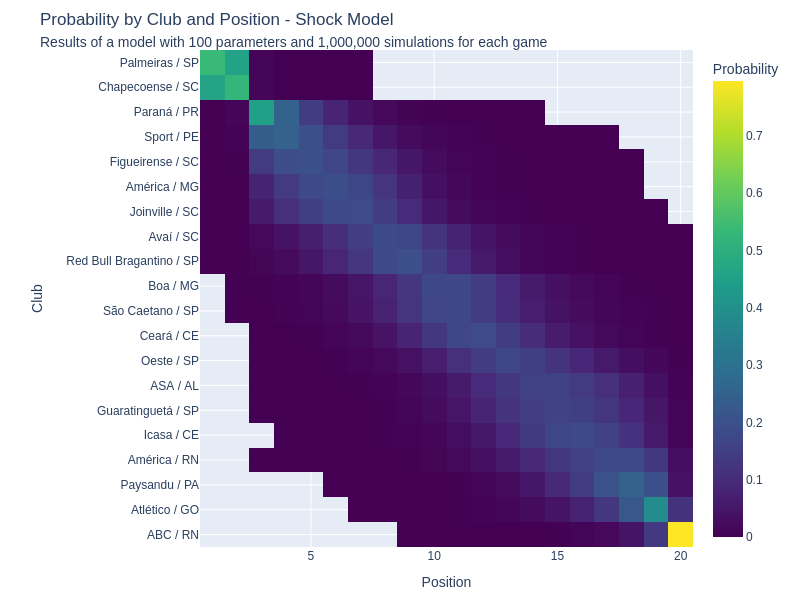 Probability by Club and Position - Shock Model
Results of a model with 100 parameters and 1,000,000 simulations for each game
Probability
Club
Palmeiras / SP
Chapecoense / SC
Paraná / PR
Sport / PE
Figueirense / SC
América / MG
Joinville / SC
Avaí / SC
Red Bull Bragantino / SP
Boa / MG
São Caetano / SP
Ceará / CE
Oeste / SP
ASA / AL
Guaratinguetá / SP
Icasa / CE
América / RN
Paysandu / PA
Atlético / GO
ABC / RN
0.7
0.6
0.5
0.4
0.3
0.2
0.1
0
5
10
15
20
Position